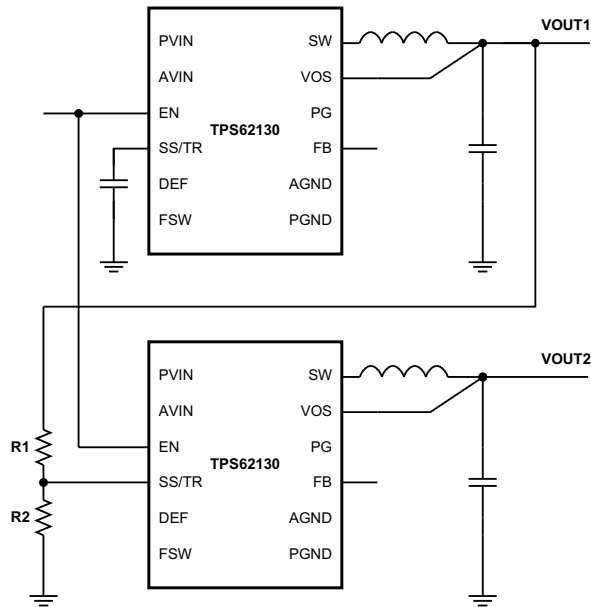 VOUT1
PVIN SW
AVIN VOS
EN PG
TPS62130
SS/TR FB
DEF AGND
FSW PGND
VOUT2
PVIN SW
AVIN VOS
R1
EN PG
TPS62130
SS/TR FB
R2
DEF AGND
FSW PGND